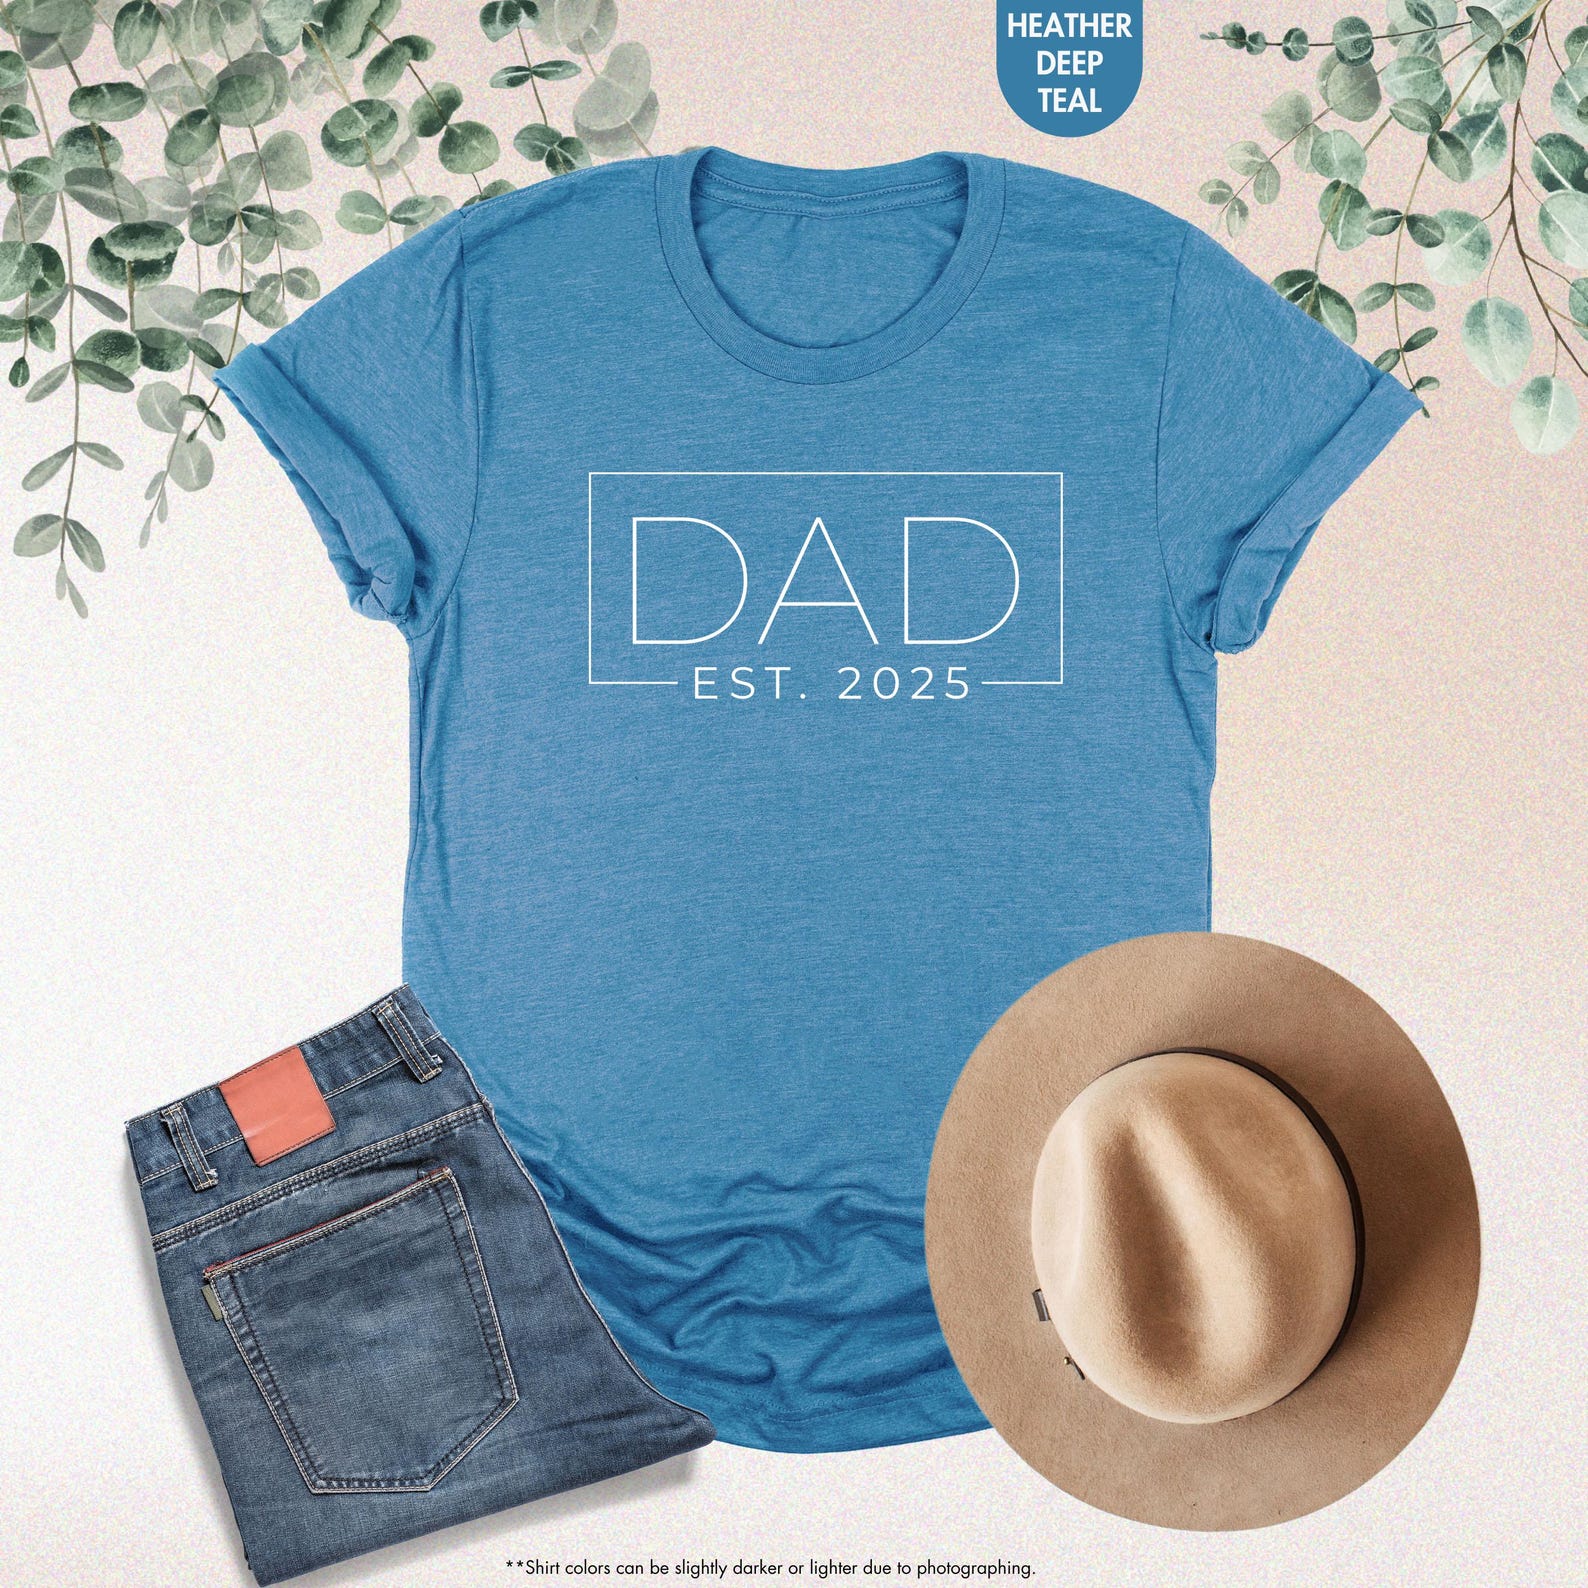 HEATHER
DEEP
TEAL
DAD
EST. 2025
**Shirt colors can be slightly darker or lighter due to photographing.